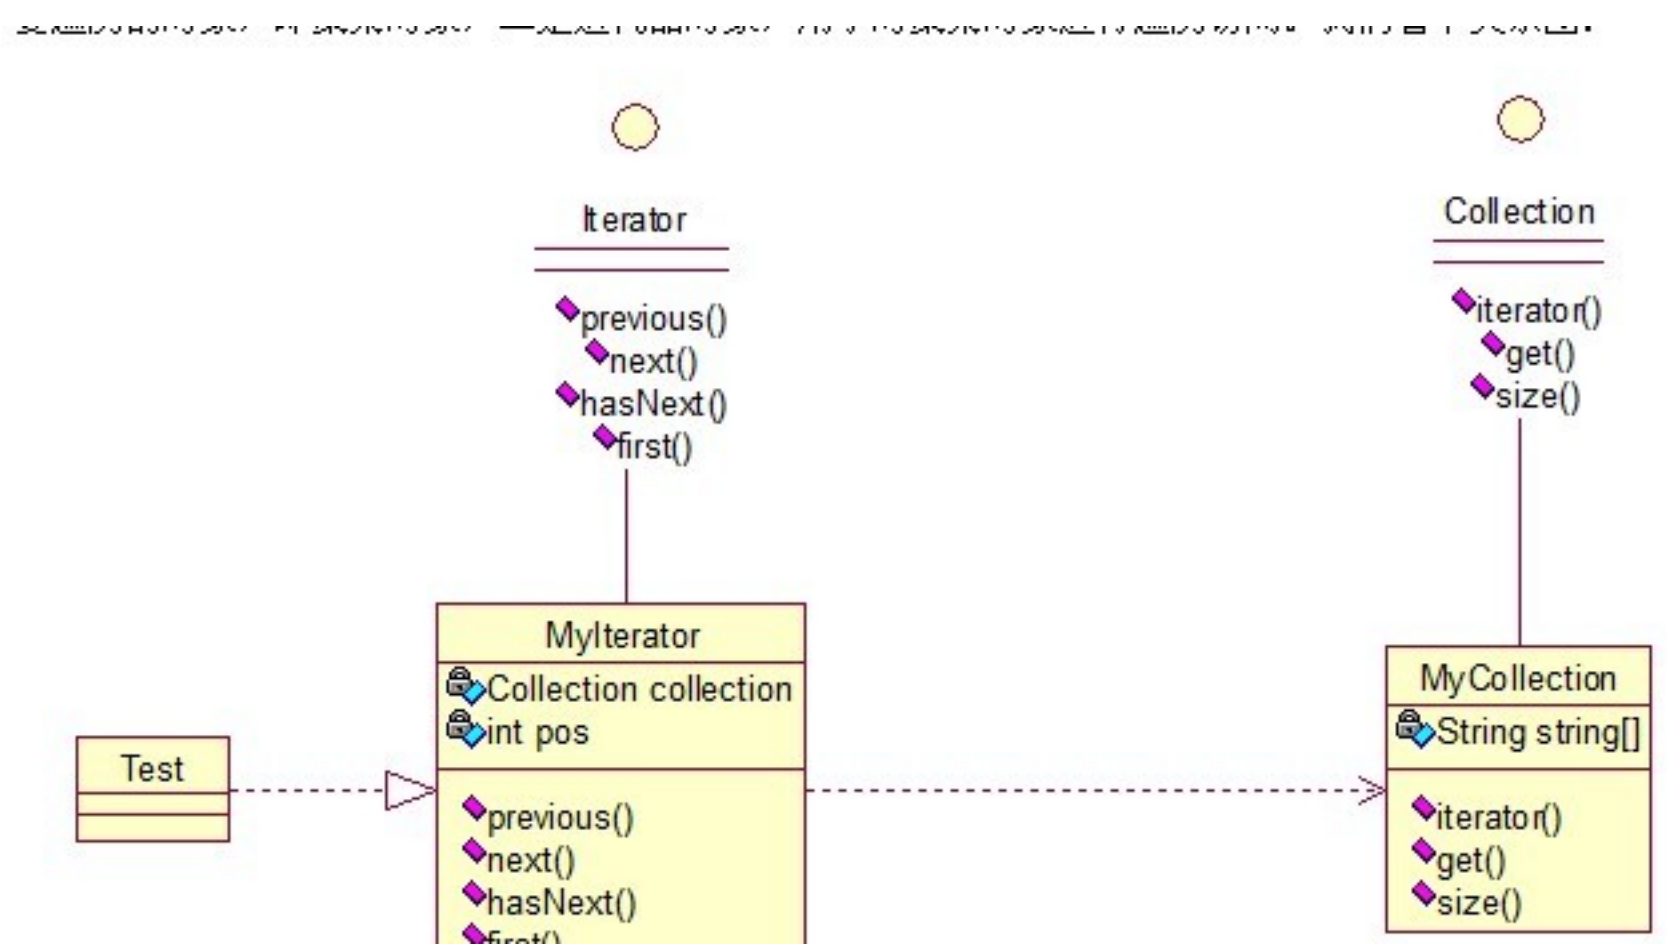 Iterator
previous()
next()
hasNext()
first()
Collection
iterator()
get()
size()
MyIterator
Collection collection
int pos
previous()
next()
hasNext()
first()
Test
MyCollection
String string[]
iterator()
get()
size()